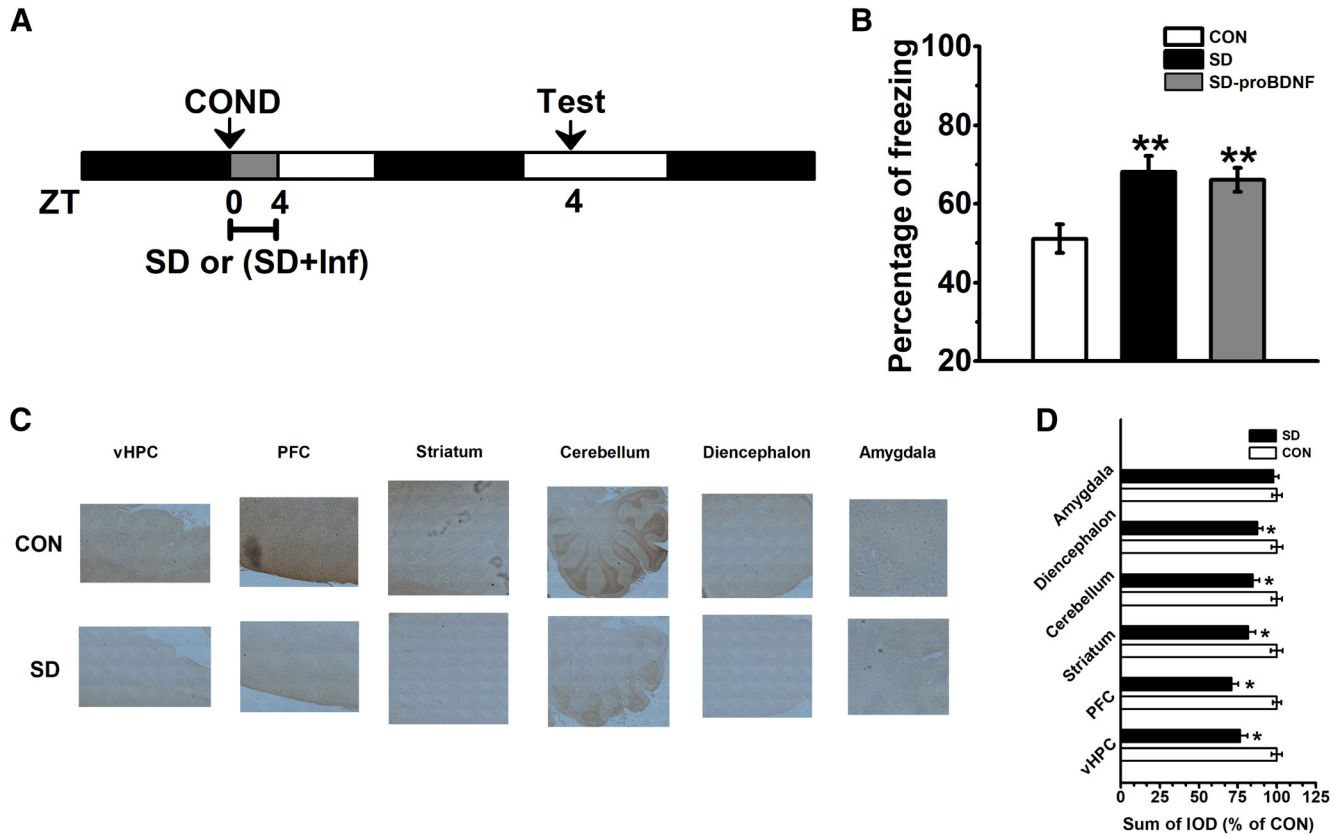 A
COND
Test
ZT
0 4
4
SD or (SD+Inf)
B
CON
SD
SD-proBDNF
Percentage of freezing
100
80
60
40
20
**
**
C
vHPC PFC Striatum Cerebellum Diencephalon Amygdala
CON
SD
D
SD
CON
Amygdala
Diencephalon
*
Cerebellum
*
Striatum
*
PFC
*
vHPC
*
0 25 50 75 100 125
Sum of IOD (% of CON)